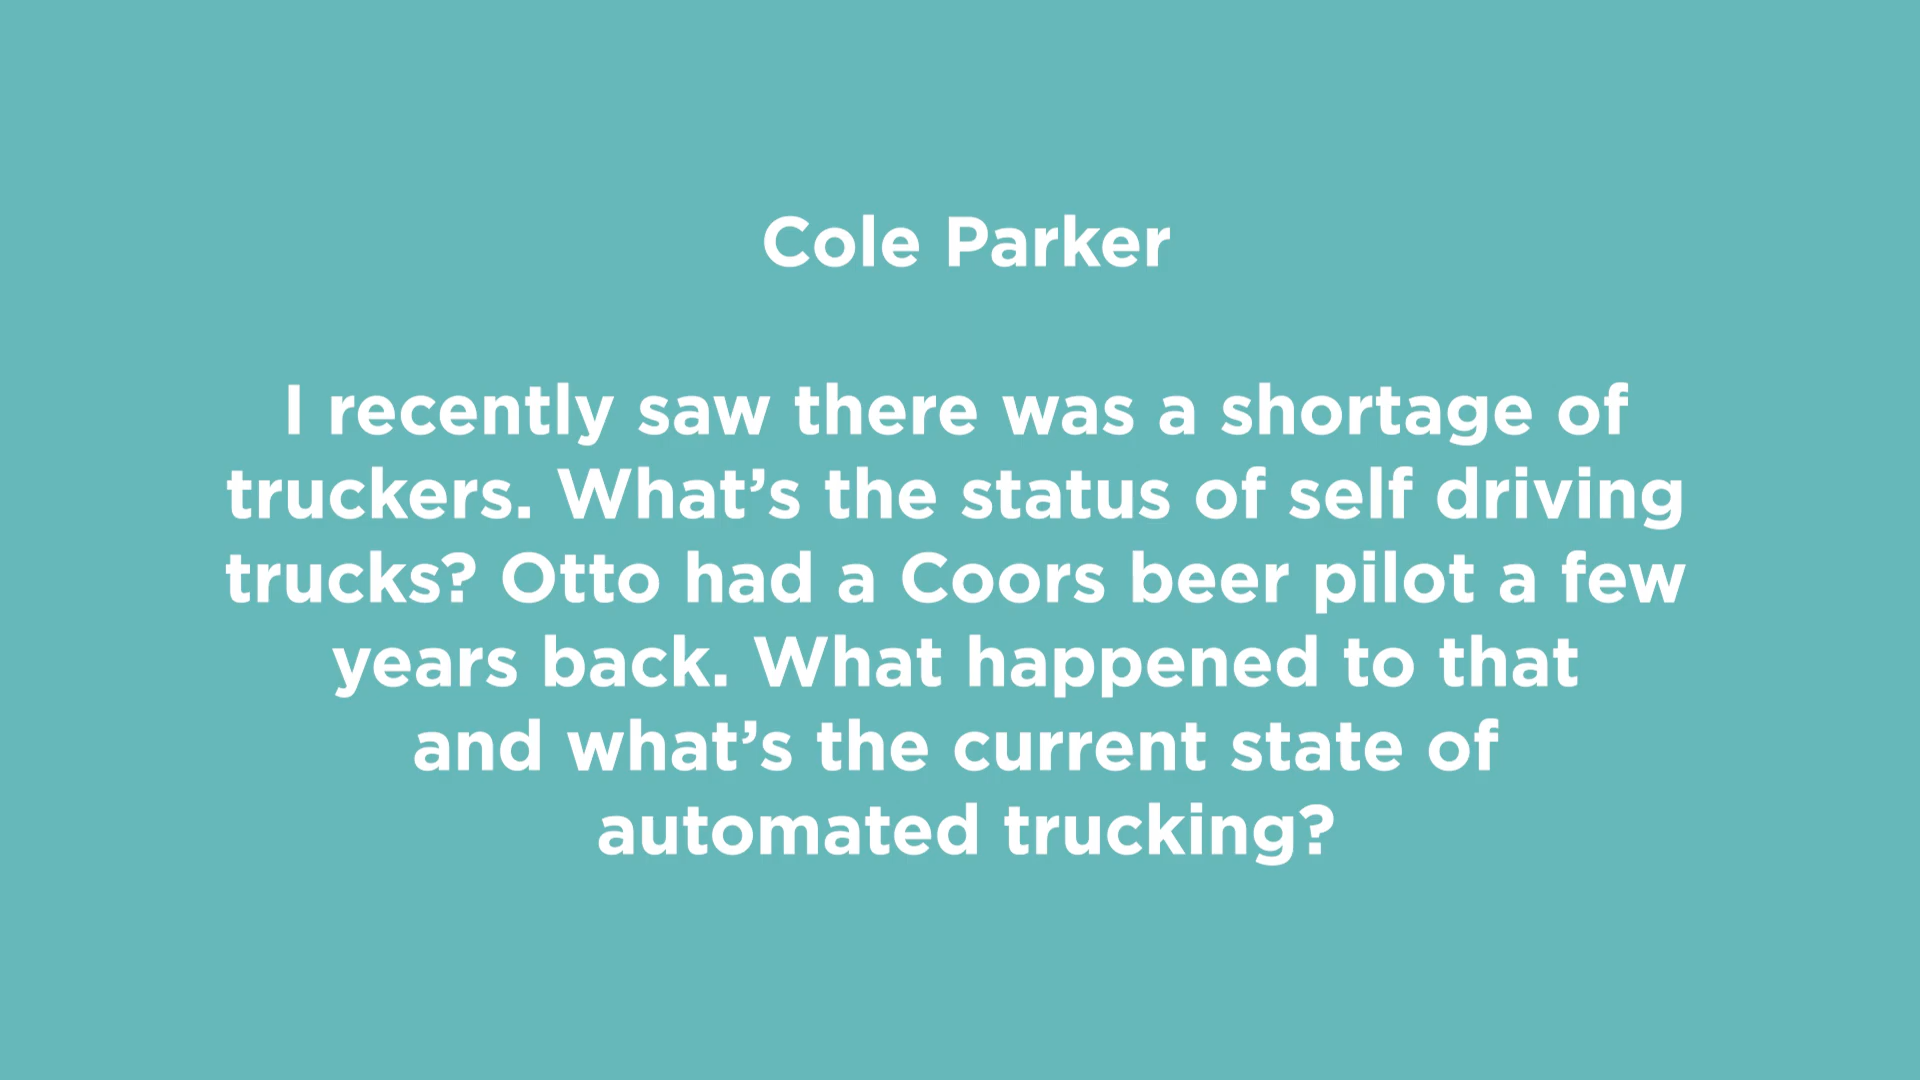 Cole Parker
I recently saw there was a shortage of
truckers. What’s the status of self driving
trucks? Otto had a Coors beer pilot a few
years back. What happened to that
and what’s the current state of
automated trucking?